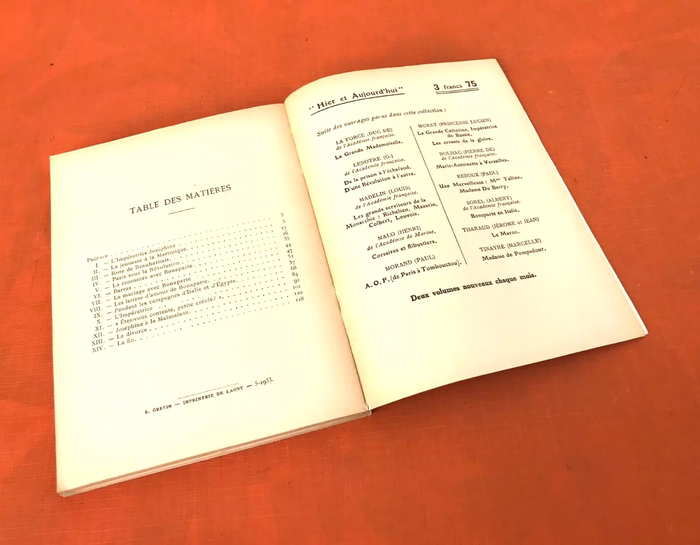 TABLE DES MATIÈRES
PRÉFACE
I. — L'Impératrice Joséphine
II. — La jeunesse à la Martinique
III. — Rose de Beauharnais
IV. — Paris sous la Révolution
V. — La rencontre avec Bonaparte
VI. — Barras
VII. — Le mariage avec Bonaparte
VIII. — Les lettres d'amour de Bonaparte
IX. — Pendant les campagnes d'Italie et d'Égypte
X. — L'Impératrice
XI. — « Êtes-vous contente, petite créole? »
XII. — Joséphine à la Malmaison
XIII. — Le divorce
XIV. — La fin
E. GREVIN — IMPRIMERIE DE LAGNY — 5-1933.
"Hier et Aujourd'hui" 3 francs 75
Suite des ouvrages parus dans cette collection :
LA FORCE (DUC DE)
de l'Académie française.
La Grande Mademoiselle.
LENOTRE (G.)
de l'Académie française.
De la prison à l'échafaud.
D'une Révolution à l'autre.
MADELIN (LOUIS)
de l'Académie française.
Les grands serviteurs de la
Monarchie : Richelieu, Mazarin,
Colbert, Louvois.
MALO (HENRI)
de l'Académie de Marine.
Corsaires et flibustiers.
MORAND (PAUL)
A. O. F. (de Paris à Tombouctou).
MURAT (PRINCESSE LUCIEN)
La Grande Catherine, Impératrice
de Russie.
Les errants de la gloire.
NOLHAC (PIERRE DE)
de l'Académie française.
Marie-Antoinette à Versailles.
REBOUX (PAUL)
Une Merveilleuse : Mme Tallien.
Madame Du Barry.
SOREL (ALBERT)
de l'Académie française.
Bonaparte en Italie.
THARAUD (JÉRÔME et JEAN)
Le Maroc.
TINAYRE (MARCELLE)
Madame de Pompadour.
Deux volumes nouveaux chaque mois.